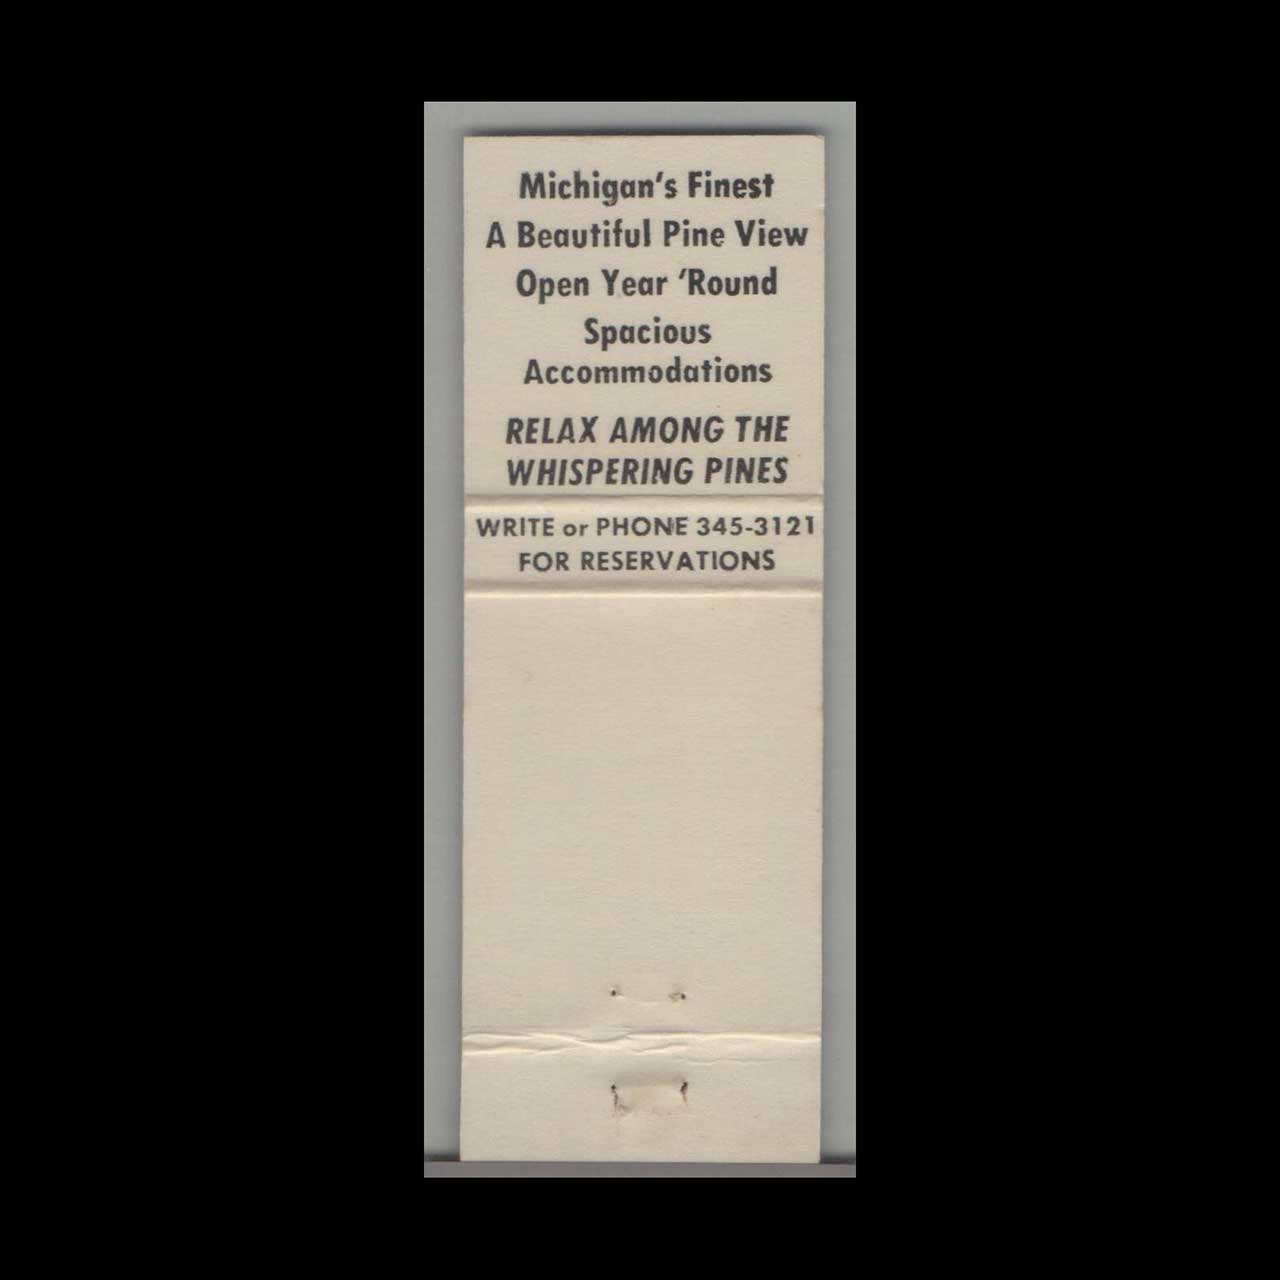 Michigan's Finest
A Beautiful Pine View
Open Year 'Round
Spacious
Accommodations
RELAX AMONG THE
WHISPERING PINES
WRITE or PHONE 345-3121
FOR RESERVATIONS